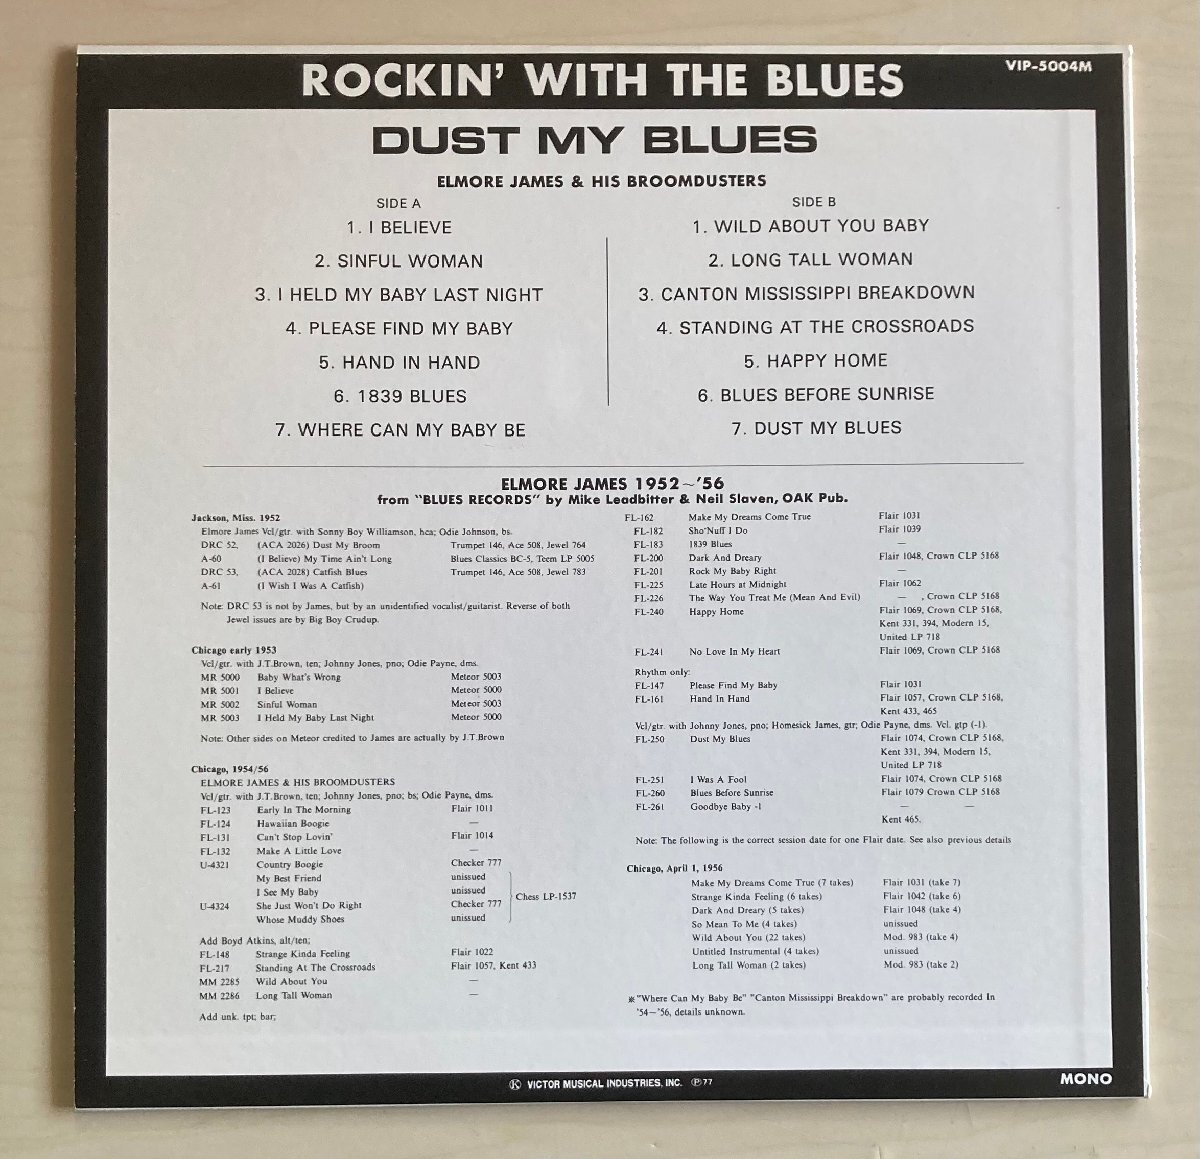 ROCKIN' WITH THE BLUES
VIP-5004M
DUST MY BLUES
ELMORE JAMES & HIS BROOMDUSTERS
SIDE A
1. I BELIEVE
2. SINFUL WOMAN
3. I HELD MY BABY LAST NIGHT
4. PLEASE FIND MY BABY
5. HAND IN HAND
6. 1839 BLUES
7. WHERE CAN MY BABY BE
SIDE B
1. WILD ABOUT YOU BABY
2. LONG TALL WOMAN
3. CANTON MISSISSIPPI BREAKDOWN
4. STANDING AT THE CROSSROADS
5. HAPPY HOME
6. BLUES BEFORE SUNRISE
7. DUST MY BLUES
ELMORE JAMES 1952~'56
from "BLUES RECORDS" by Mike Leadbitter & Neil Slaven, OAK Pub.
Jackson, Miss. 1952
Elmore James Vcl/gtr. with Sonny Boy Williamson, hca; Odie Johnson, bs.
DRC 52, (ACA 2026) Dust My Broom Trumpet 146, Ace 508, Jewel 764
A-60 (I Believe) My Time Ain't Long Blues Classics BC-5, Teem LP 5005
DRC 53, (ACA 2028) Catfish Blues Trumpet 146, Ace 508, Jewel 783
A-61 (I Wish I Was A Catfish)
Note: DRC 53 is not by James, but by an unidentified vocalist/guitarist. Reverse of both
Jewel issues are by Big Boy Crudup.
Chicago early 1953
Vcl/gtr. with J.T.Brown, ten; Johnny Jones, pno; Odie Payne, dms.
MR 5000 Baby What's Wrong Meteor 5003
MR 5001 I Believe Meteor 5000
MR 5002 Sinful Woman Meteor 5003
MR 5003 I Held My Baby Last Night Meteor 5000
Note: Other sides on Meteor credited to James are actually by J.T.Brown
Chicago, 1954/56
ELMORE JAMES & HIS BROOMDUSTERS
Vcl/gtr. with J.T.Brown, ten; Johnny Jones, pno; bs; Odie Payne, dms.
FL-123 Early In The Morning Flair 1011
FL-124 Hawaiian Boogie —
FL-131 Can't Stop Lovin' Flair 1014
FL-132 Make A Little Love —
U-4321 Country Boogie Checker 777
My Best Friend unissued
I See My Baby unissued
Chess LP-1537
U-4324 She Just Won't Do Right Checker 777
Whose Muddy Shoes unissued
Add Boyd Atkins, alt/ten;
FL-148 Strange Kinda Feeling Flair 1022
FL-217 Standing At The Crossroads Flair 1057, Kent 433
MM 2285 Wild About You —
MM 2286 Long Tall Woman —
Add unk. tpt; bar;
FL-162 Make My Dreams Come True Flair 1031
FL-182 Sho'Nuff I Do Flair 1039
FL-183 1839 Blues —
FL-200 Dark And Dreary Flair 1048, Crown CLP 5168
FL-201 Rock My Baby Right —
FL-225 Late Hours at Midnight Flair 1062
FL-226 The Way You Treat Me (Mean And Evil) — , Crown CLP 5168
FL-240 Happy Home Flair 1069, Crown CLP 5168,
Kent 331, 394, Modern 15,
United LP 718
FL-241 No Love In My Heart Flair 1069, Crown CLP 5168
Rhythm only:
FL-147 Please Find My Baby Flair 1031
FL-161 Hand In Hand Flair 1057, Crown CLP 5168,
Kent 433, 465
Vcl/gtr. with Johnny Jones, pno; Homesick James, gtr; Odie Payne, dms. Vcl. gtp (-1).
FL-250 Dust My Blues Flair 1074, Crown CLP 5168,
Kent 331, 394, Modern 15,
United LP 718
FL-251 I Was A Fool Flair 1074, Crown CLP 5168
FL-260 Blues Before Sunrise Flair 1079 Crown CLP 5168
FL-261 Goodbye Baby -1 — —
Kent 465.
Note: The following is the correct session date for one Flair date. See also previous details
Chicago, April 1, 1956
Make My Dreams Come True (7 takes) Flair 1031 (take 7)
Strange Kinda Feeling (6 takes) Flair 1042 (take 6)
Dark And Dreary (5 takes) Flair 1048 (take 4)
So Mean To Me (4 takes) unissued
Wild About You (22 takes) Mod. 983 (take 4)
Untitled Instrumental (4 takes) unissued
Long Tall Woman (2 takes) Mod. 983 (take 2)
※"Where Can My Baby Be" "Canton Mississippi Breakdown" are probably recorded In
'54—'56, details unknown.
Ⓚ VICTOR MUSICAL INDUSTRIES, INC. Ⓟ77
MONO